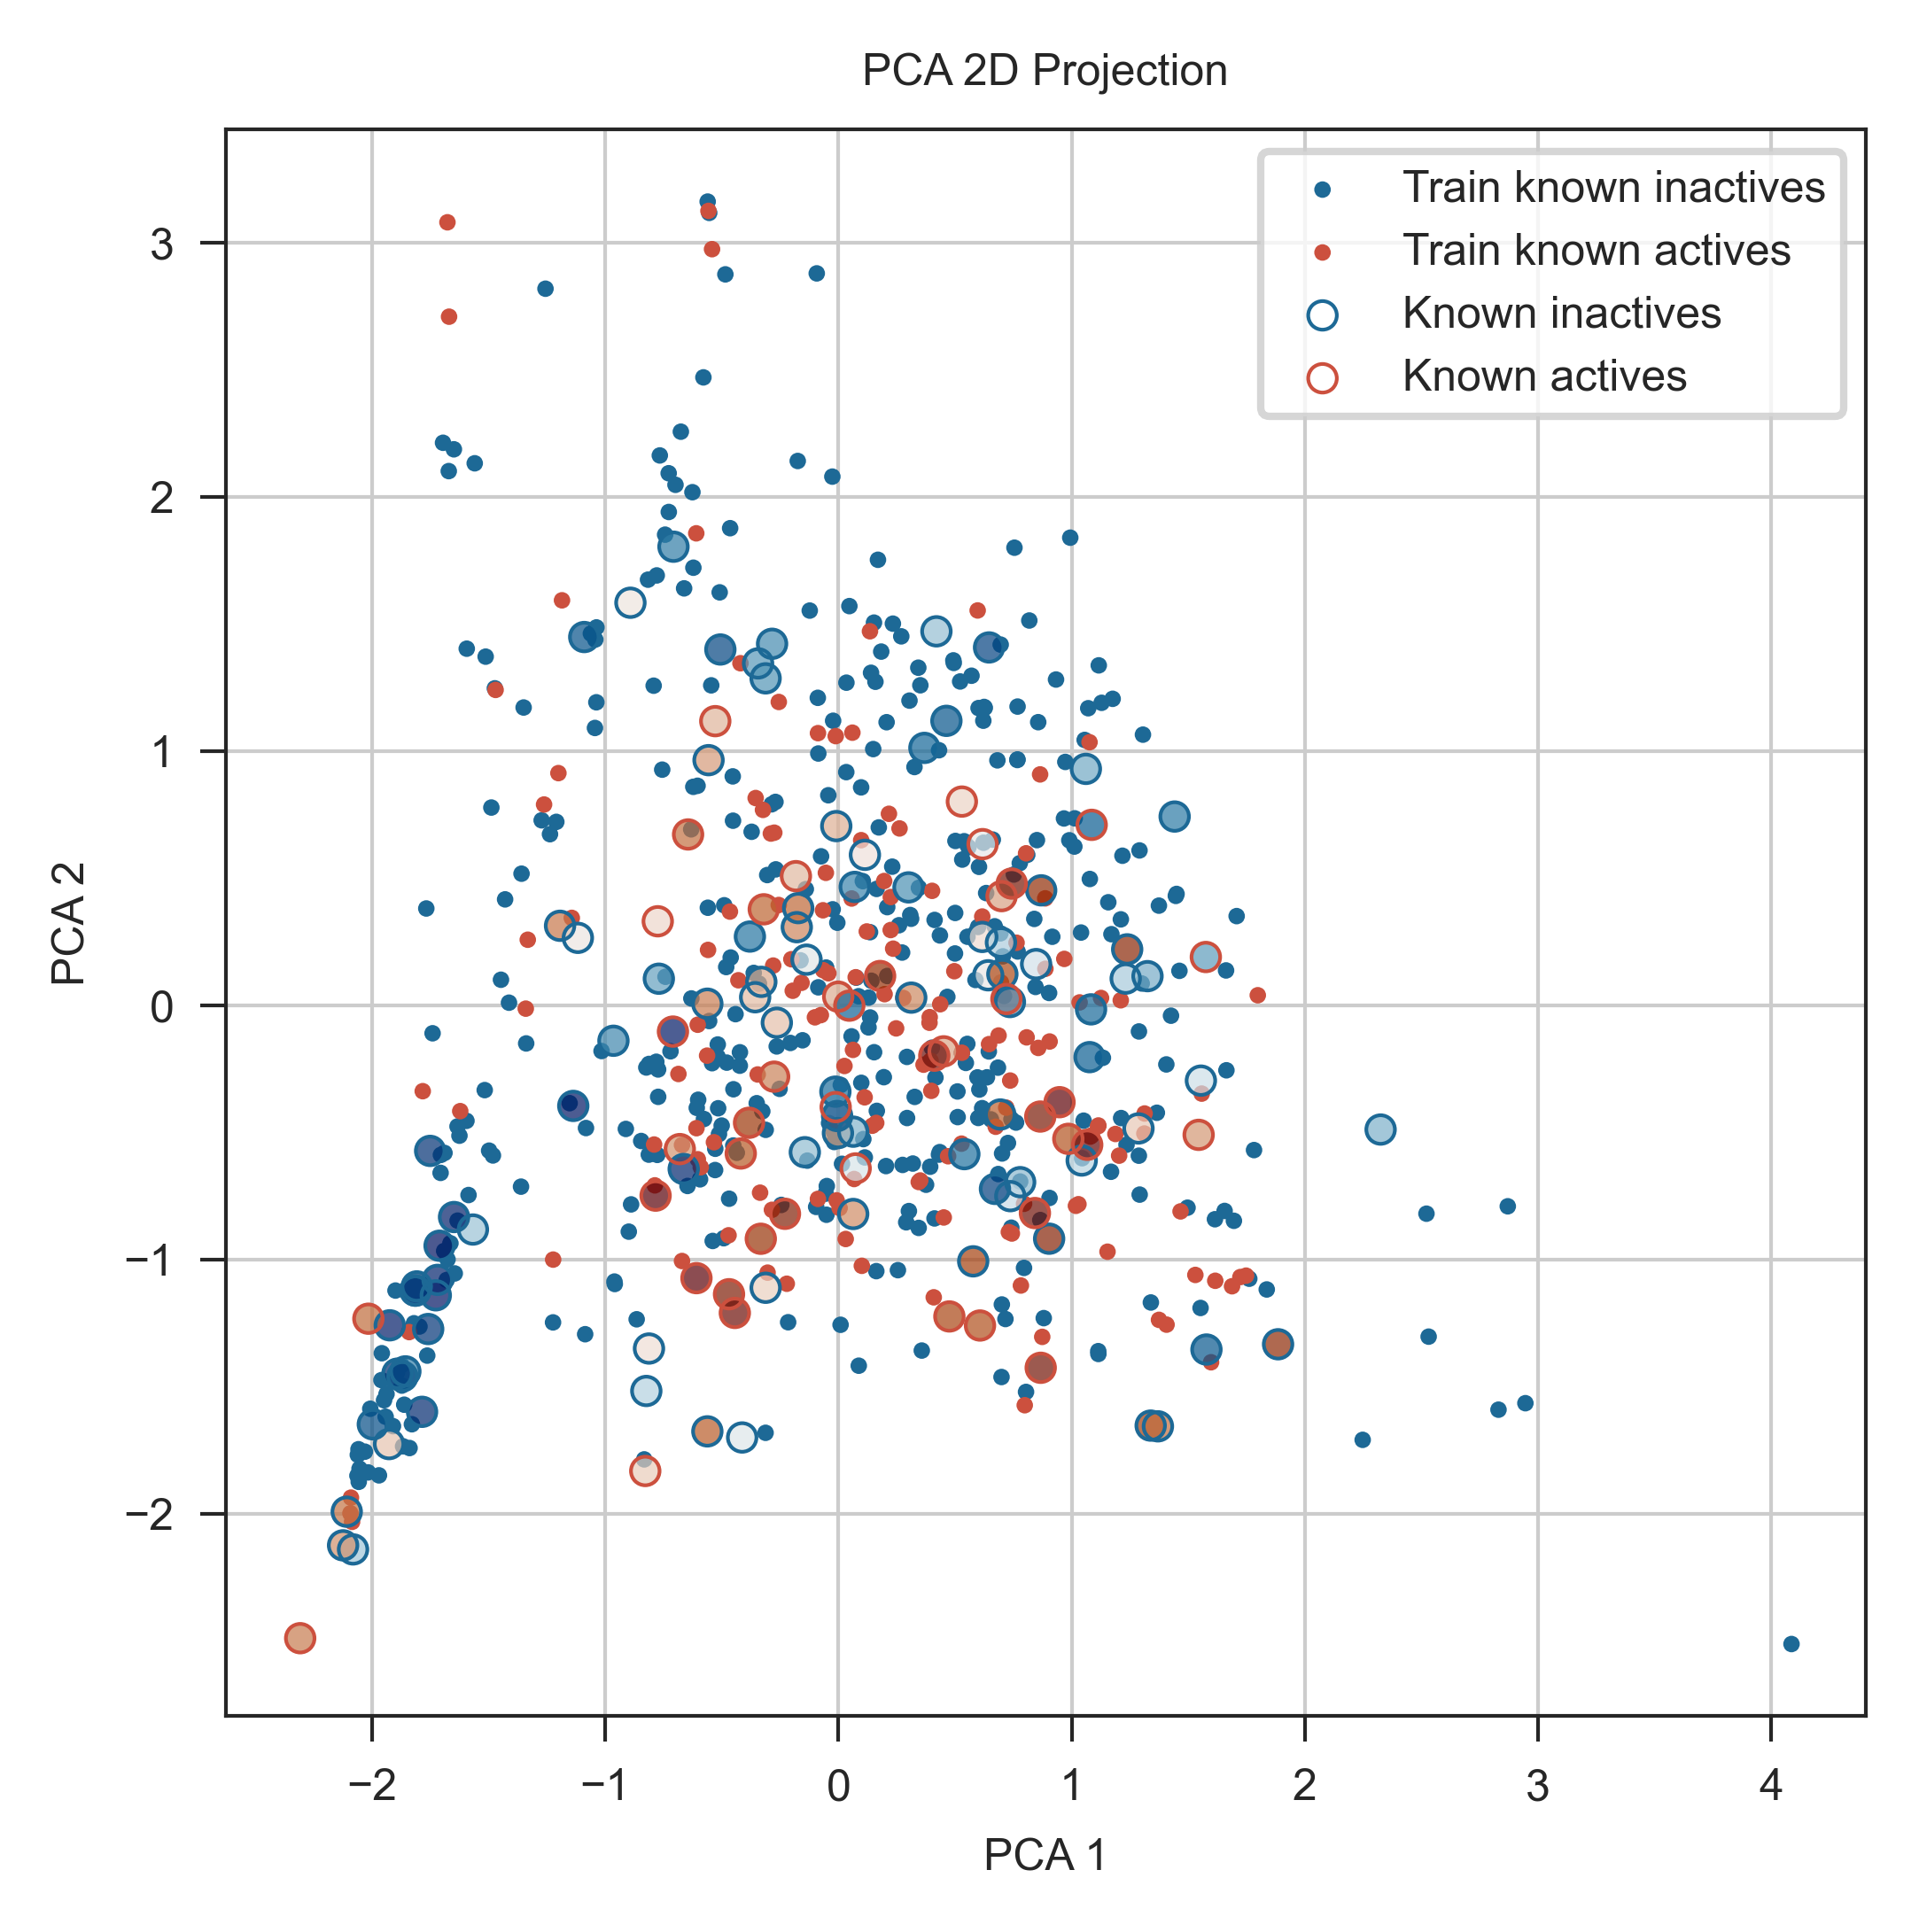 PCA 2D Projection
Train known inactives
Train known actives
Known inactives
Known actives
3
2
1
0
−1
−2
PCA 2
−2
−1
0
1
2
3
4
PCA 1